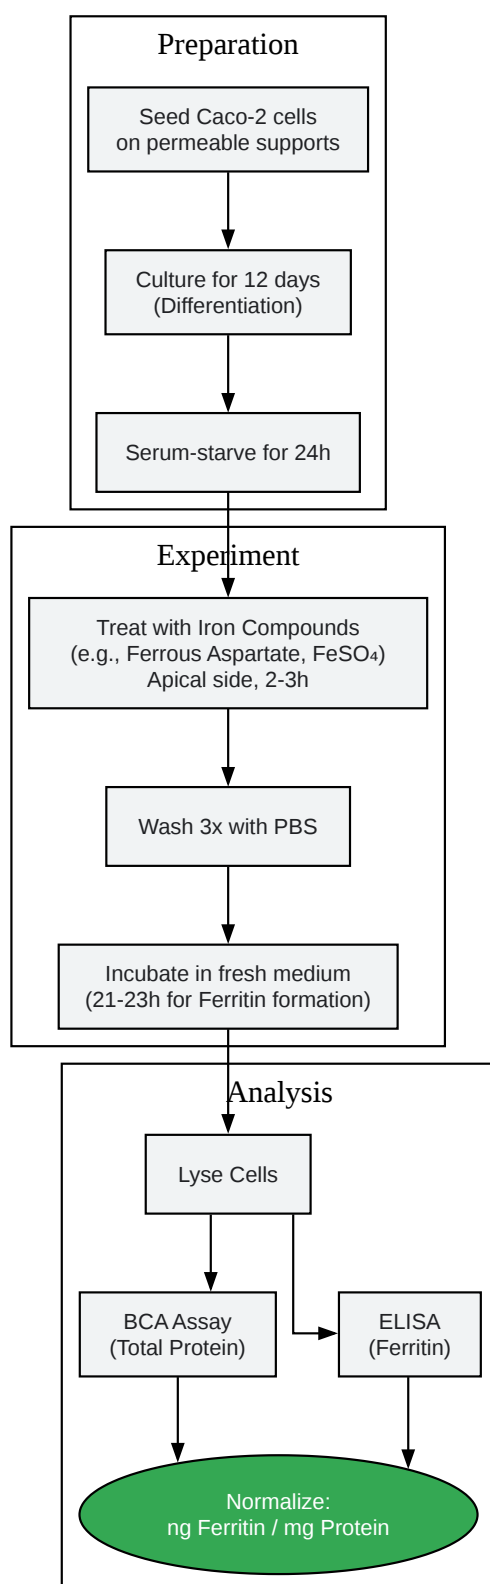 Preparation
Seed Caco-2 cells
on permeable supports
Culture for 12 days
(Differentiation)
Serum-starve for 24h
Experiment
Treat with Iron Compounds
(e.g., Ferrous Aspartate, FeSO₄)
Apical side, 2-3h
Wash 3x with PBS
Incubate in fresh medium
(21-23h for Ferritin formation)
Analysis
Lyse Cells
BCA Assay
(Total Protein)
ELISA
(Ferritin)
Normalize:
ng Ferritin / mg Protein